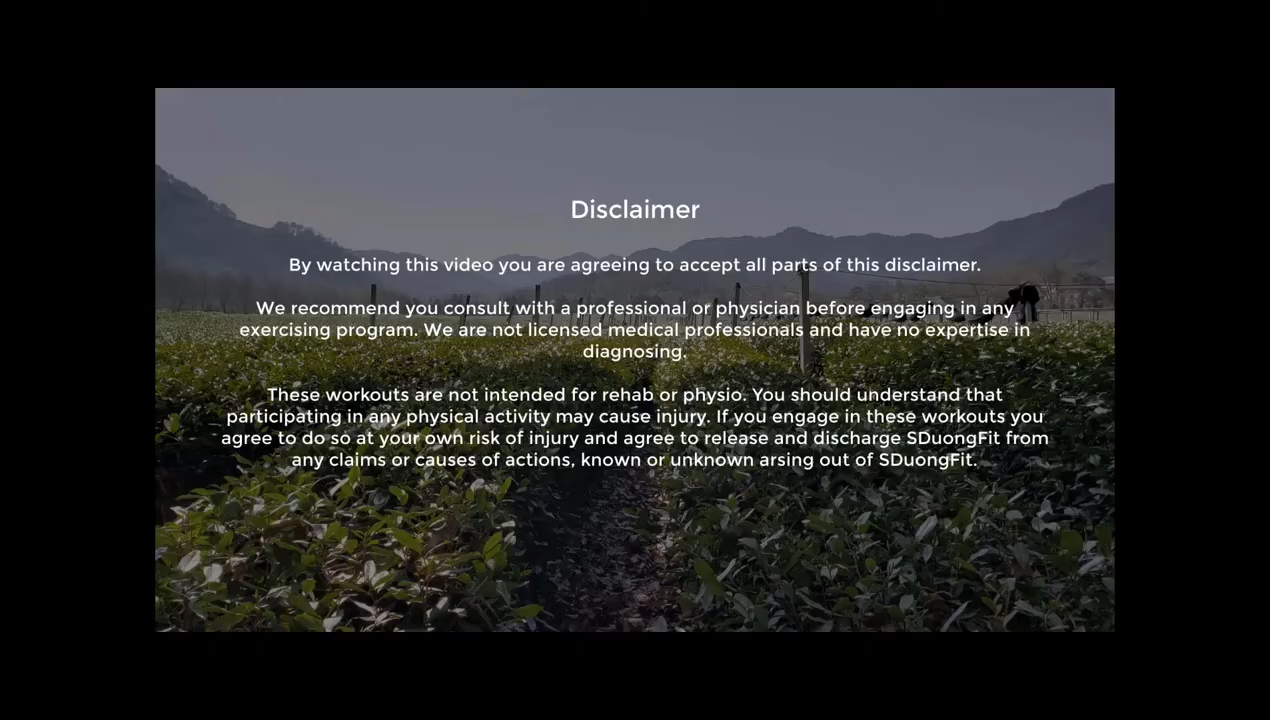 Disclaimer
By watching this video you are agreeing to accept all parts of this disclaimer.
We recommend you consult with a professional or physician before engaging in any
exercising program. We are not licensed medical professionals and have no expertise in
diagnosing.
These workouts are not intended for rehab or physio. You should understand that
participating in any physical activity may cause injury. If you engage in these workouts you
agree to do so at your own risk of injury and agree to release and discharge SDuongFit from
any claims or causes of actions, known or unknown arsing out of SDuongFit.